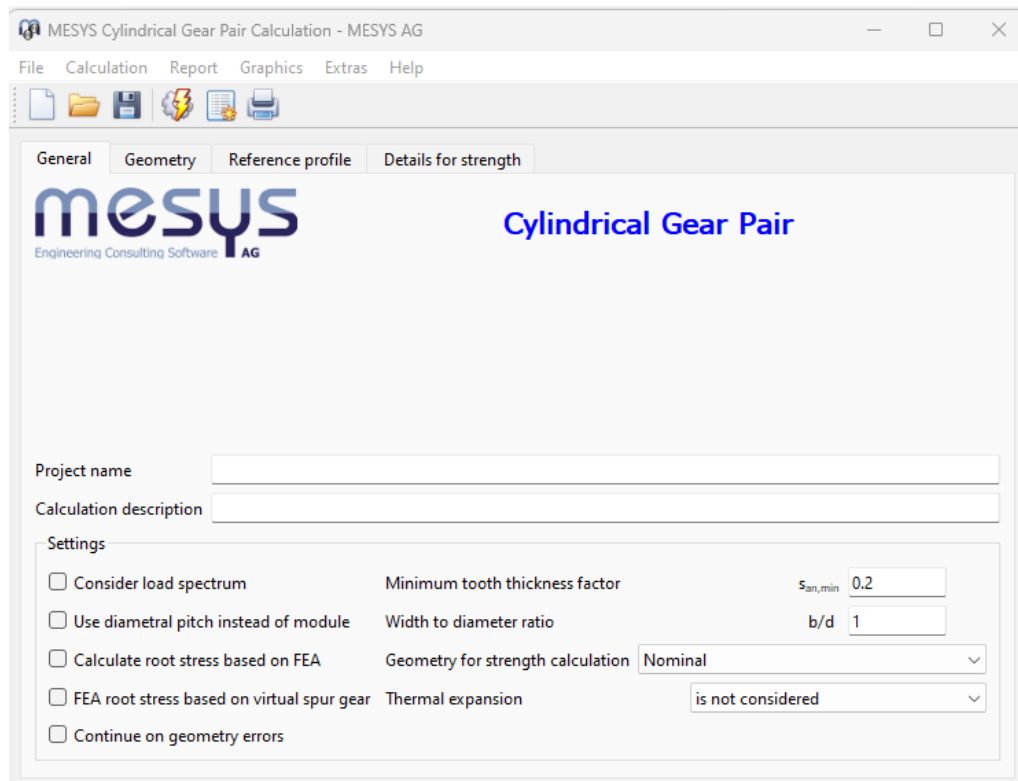 MESYS Cylindrical Gear Pair Calculation - MESYS AG
File Calculation Report Graphics Extras Help
General Geometry Reference profile Details for strength
mesys
Engineering Consulting Software AG
Cylindrical Gear Pair
Project name
Calculation description
Settings
Consider load spectrum Minimum tooth thickness factor san,min 0.2
Use diametral pitch instead of module Width to diameter ratio b/d 1
Calculate root stress based on FEA Geometry for strength calculation Nominal
FEA root stress based on virtual spur gear Thermal expansion is not considered
Continue on geometry errors